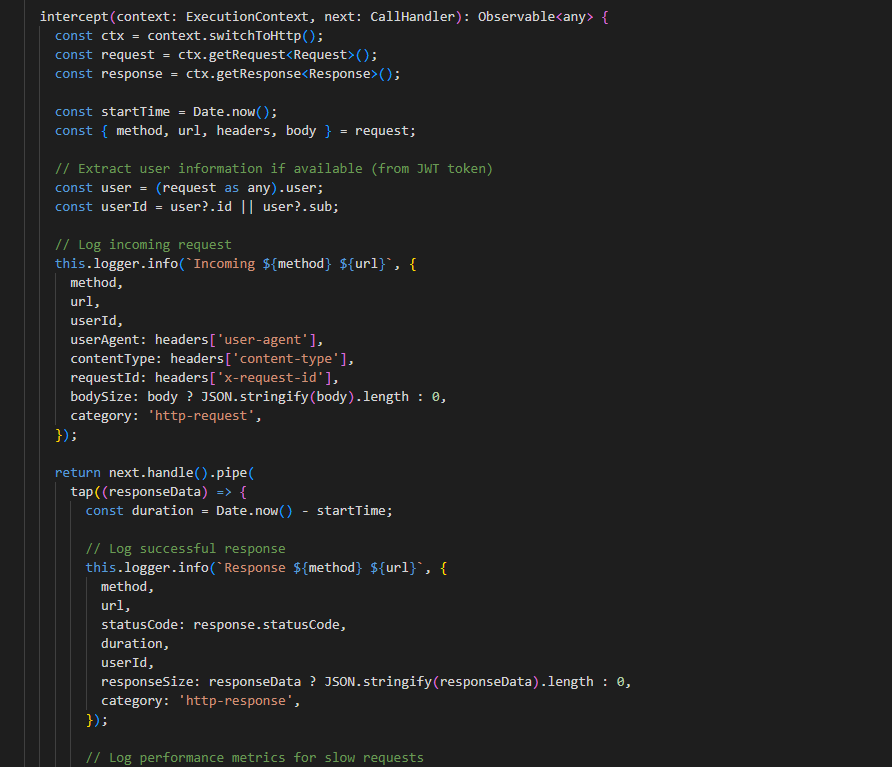 intercept(context: ExecutionContext, next: CallHandler): Observable<any> {
const ctx = context.switchToHttp();
const request = ctx.getRequest<Request>();
const response = ctx.getResponse<Response>();
const startTime = Date.now();
const { method, url, headers, body } = request;
// Extract user information if available (from JWT token)
const user = (request as any).user;
const userId = user?.id || user?.sub;
// Log incoming request
this.logger.info(`Incoming ${method} ${url}`, {
method,
url,
userId,
userAgent: headers['user-agent'],
contentType: headers['content-type'],
requestId: headers['x-request-id'],
bodySize: body ? JSON.stringify(body).length : 0,
category: 'http-request',
});
return next.handle().pipe(
tap((responseData) => {
const duration = Date.now() - startTime;
// Log successful response
this.logger.info(`Response ${method} ${url}`, {
method,
url,
statusCode: response.statusCode,
duration,
userId,
responseSize: responseData ? JSON.stringify(responseData).length : 0,
category: 'http-response',
});
// Log performance metrics for slow requests